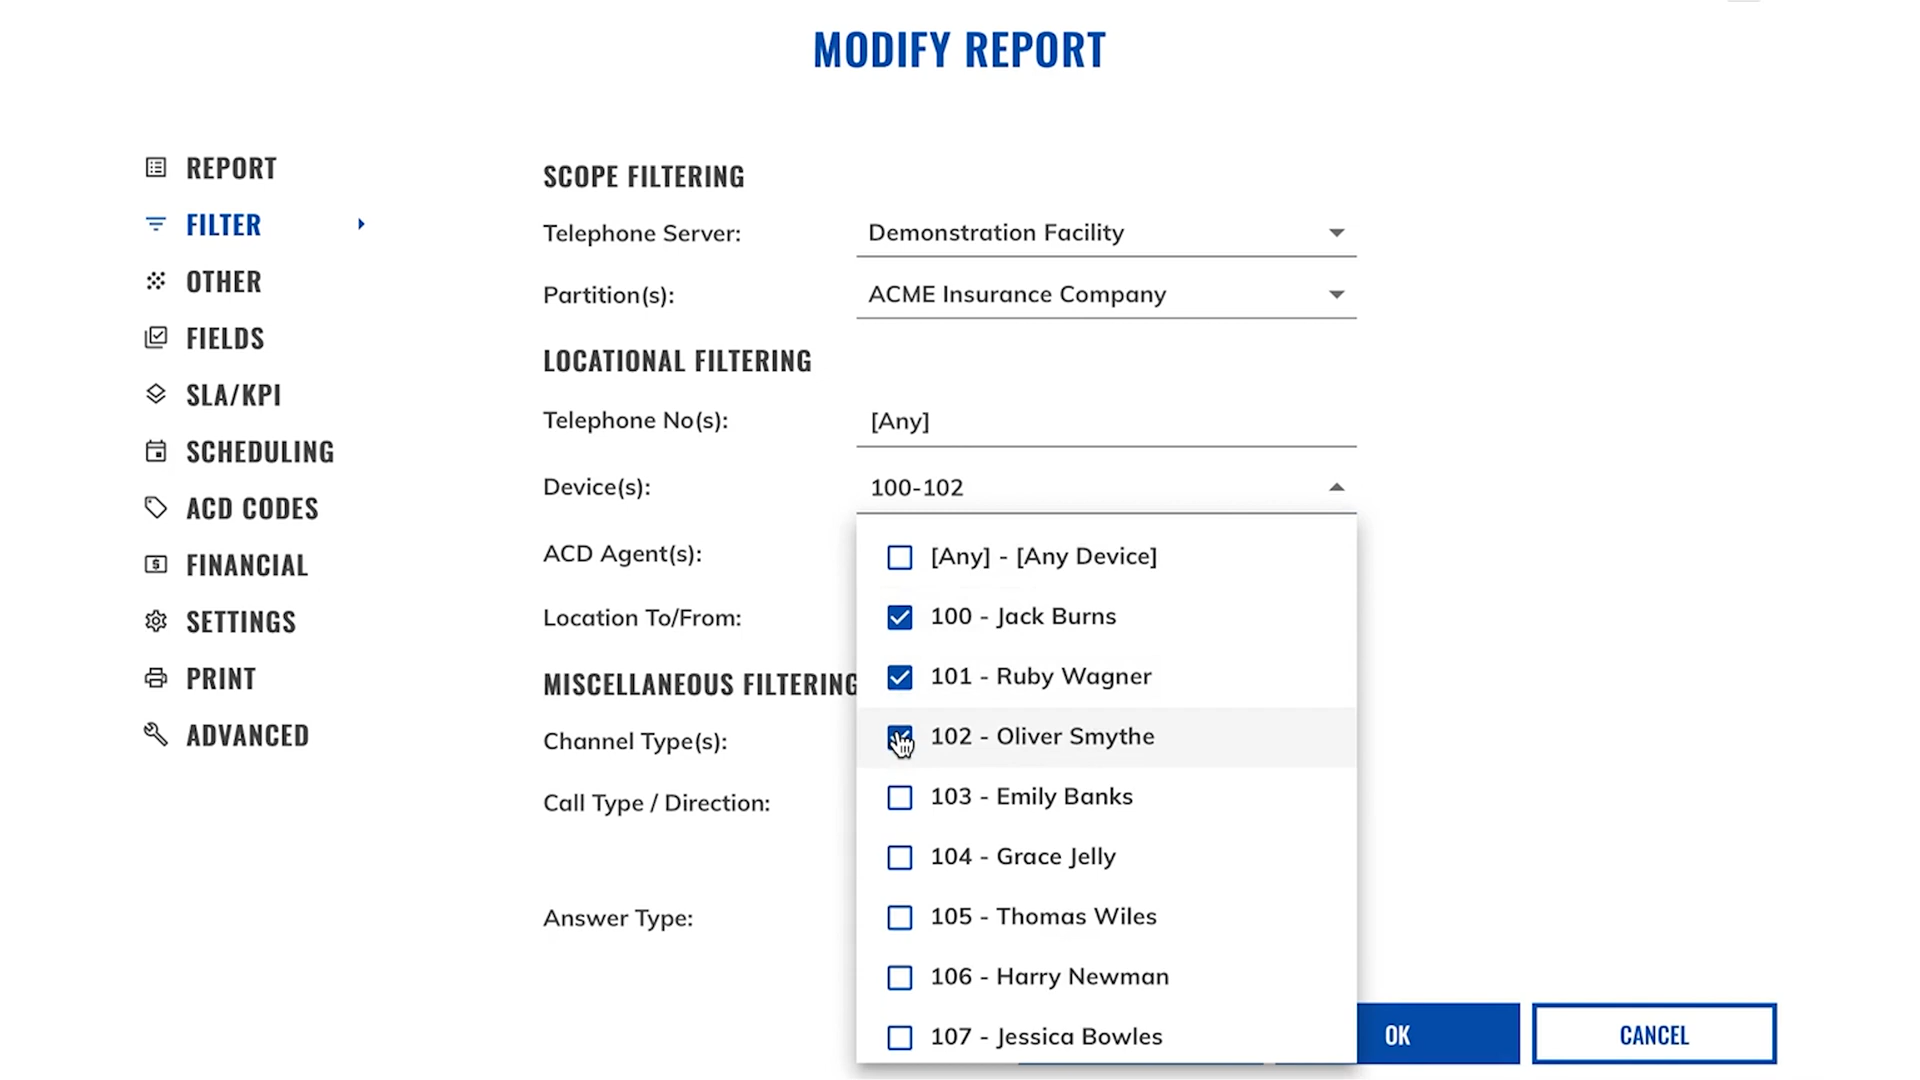 MODIFY REPORT
REPORT
FILTER
OTHER
FIELDS
SLA/KPI
SCHEDULING
ACD CODES
FINANCIAL
SETTINGS
PRINT
ADVANCED
SCOPE FILTERING
Telephone Server: Demonstration Facility
Partition(s): ACME Insurance Company
LOCATIONAL FILTERING
Telephone No(s): [Any]
Device(s): 100-102
ACD Agent(s):
Location To/From:
MISCELLANEOUS FILTERING
Channel Type(s):
Call Type / Direction:
Answer Type:
[Any] - [Any Device]
100 - Jack Burns
101 - Ruby Wagner
102 - Oliver Smythe
103 - Emily Banks
104 - Grace Jelly
105 - Thomas Wiles
106 - Harry Newman
107 - Jessica Bowles
OK
CANCEL